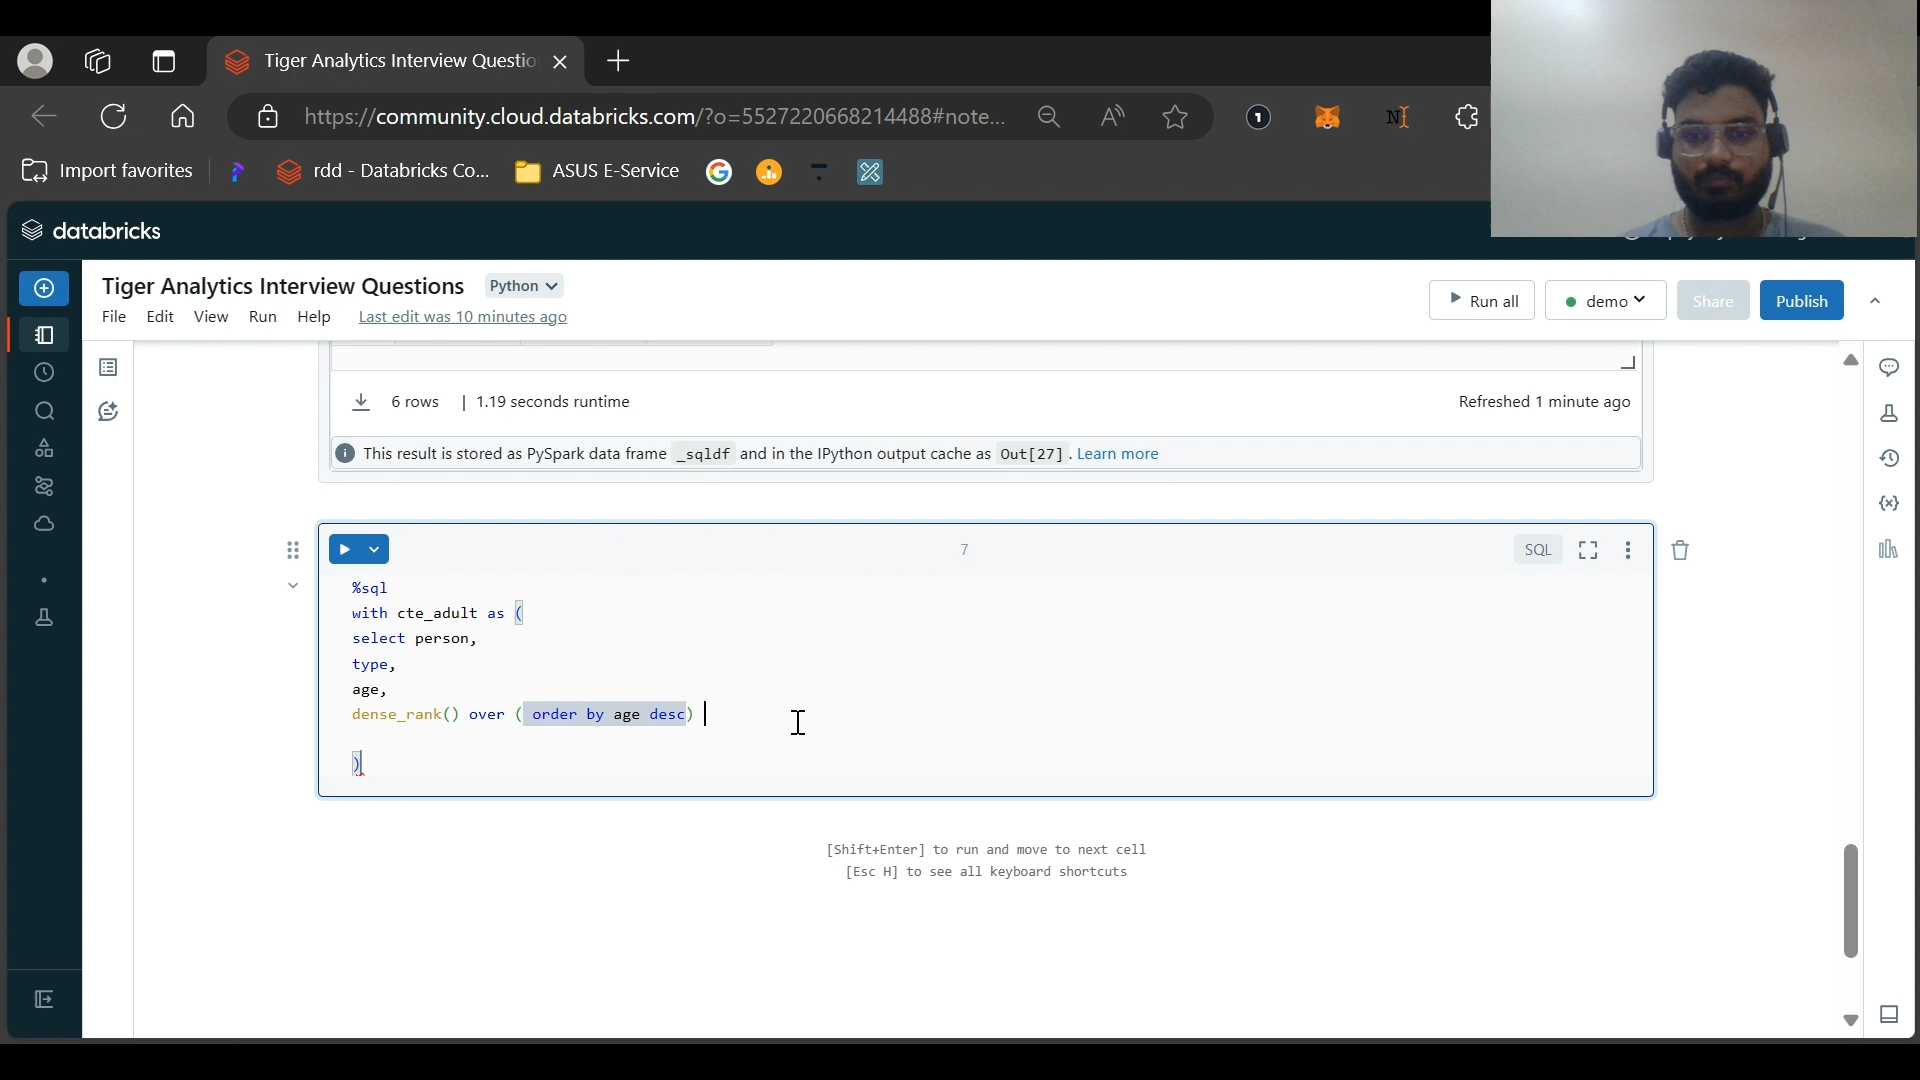 Tiger Analytics Interview Questio
https://community.cloud.databricks.com/?o=5527220668214488#note...
Import favorites
rdd - Databricks Co...
ASUS E-Service
databricks
Tiger Analytics Interview Questions
Python
File Edit View Run Help Last edit was 10 minutes ago
Run all
demo
Share
Publish
6 rows | 1.19 seconds runtime
Refreshed 1 minute ago
This result is stored as PySpark data frame _sqldf and in the IPython output cache as Out[27]. Learn more
7
SQL
%sql
with cte_adult as (
select person,
type,
age,
dense_rank() over ( order by age desc)
)
[Shift+Enter] to run and move to next cell
[Esc H] to see all keyboard shortcuts